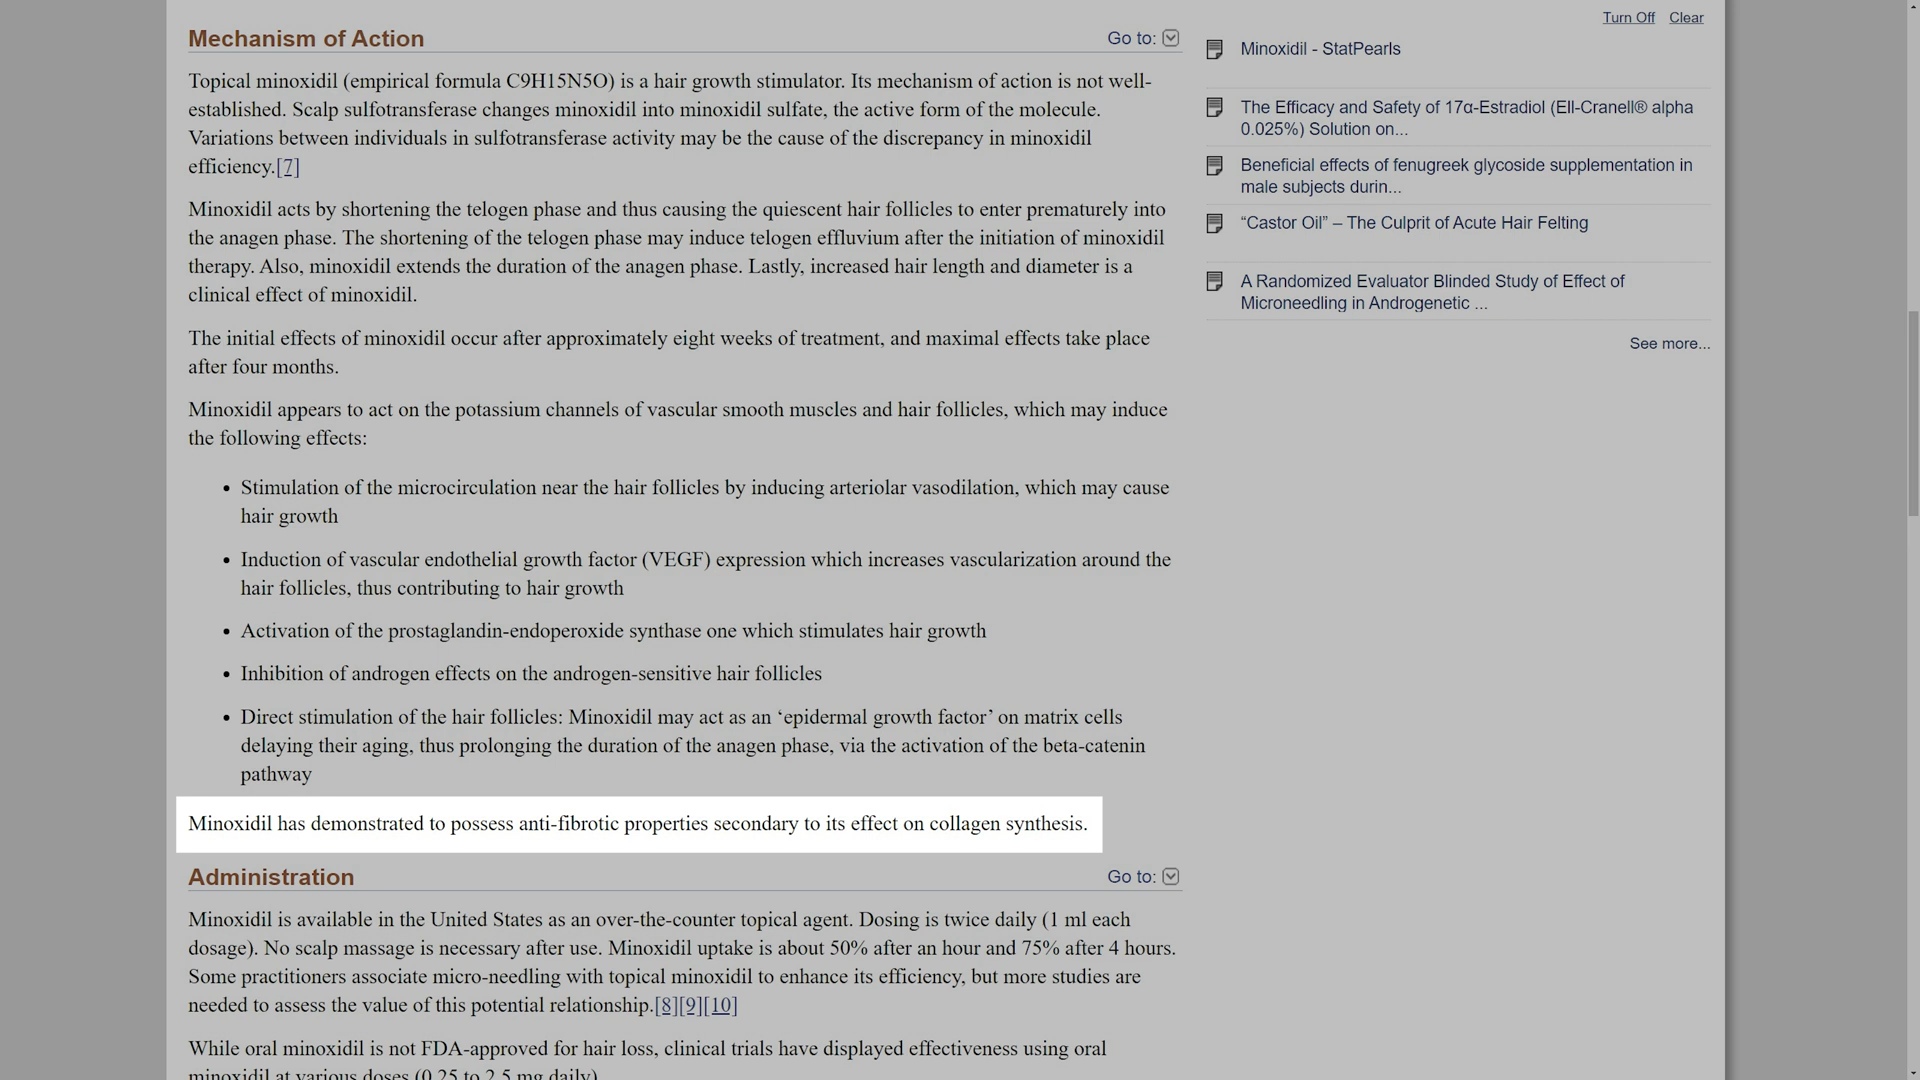 Turn Off Clear
Mechanism of Action
Go to:
Topical minoxidil (empirical formula C9H15N5O) is a hair growth stimulator. Its mechanism of action is not well-
established. Scalp sulfotransferase changes minoxidil into minoxidil sulfate, the active form of the molecule.
Variations between individuals in sulfotransferase activity may be the cause of the discrepancy in minoxidil
efficiency.[7]
Minoxidil acts by shortening the telogen phase and thus causing the quiescent hair follicles to enter prematurely into
the anagen phase. The shortening of the telogen phase may induce telogen effluvium after the initiation of minoxidil
therapy. Also, minoxidil extends the duration of the anagen phase. Lastly, increased hair length and diameter is a
clinical effect of minoxidil.
The initial effects of minoxidil occur after approximately eight weeks of treatment, and maximal effects take place
after four months.
Minoxidil appears to act on the potassium channels of vascular smooth muscles and hair follicles, which may induce
the following effects:
• Stimulation of the microcirculation near the hair follicles by inducing arteriolar vasodilation, which may cause
hair growth
• Induction of vascular endothelial growth factor (VEGF) expression which increases vascularization around the
hair follicles, thus contributing to hair growth
• Activation of the prostaglandin-endoperoxide synthase one which stimulates hair growth
• Inhibition of androgen effects on the androgen-sensitive hair follicles
• Direct stimulation of the hair follicles: Minoxidil may act as an ‘epidermal growth factor’ on matrix cells
delaying their aging, thus prolonging the duration of the anagen phase, via the activation of the beta-catenin
pathway
Minoxidil has demonstrated to possess anti-fibrotic properties secondary to its effect on collagen synthesis.
Administration
Go to:
Minoxidil is available in the United States as an over-the-counter topical agent. Dosing is twice daily (1 ml each
dosage). No scalp massage is necessary after use. Minoxidil uptake is about 50% after an hour and 75% after 4 hours.
Some practitioners associate micro-needling with topical minoxidil to enhance its efficiency, but more studies are
needed to assess the value of this potential relationship.[8][9][10]
While oral minoxidil is not FDA-approved for hair loss, clinical trials have displayed effectiveness using oral
minoxidil at various doses (0.25 to 2.5 mg daily)
Minoxidil - StatPearls
The Efficacy and Safety of 17α-Estradiol (Ell-Cranell® alpha
0.025%) Solution on...
Beneficial effects of fenugreek glycoside supplementation in
male subjects durin...
“Castor Oil” – The Culprit of Acute Hair Felting
A Randomized Evaluator Blinded Study of Effect of
Microneedling in Androgenetic ...
See more...